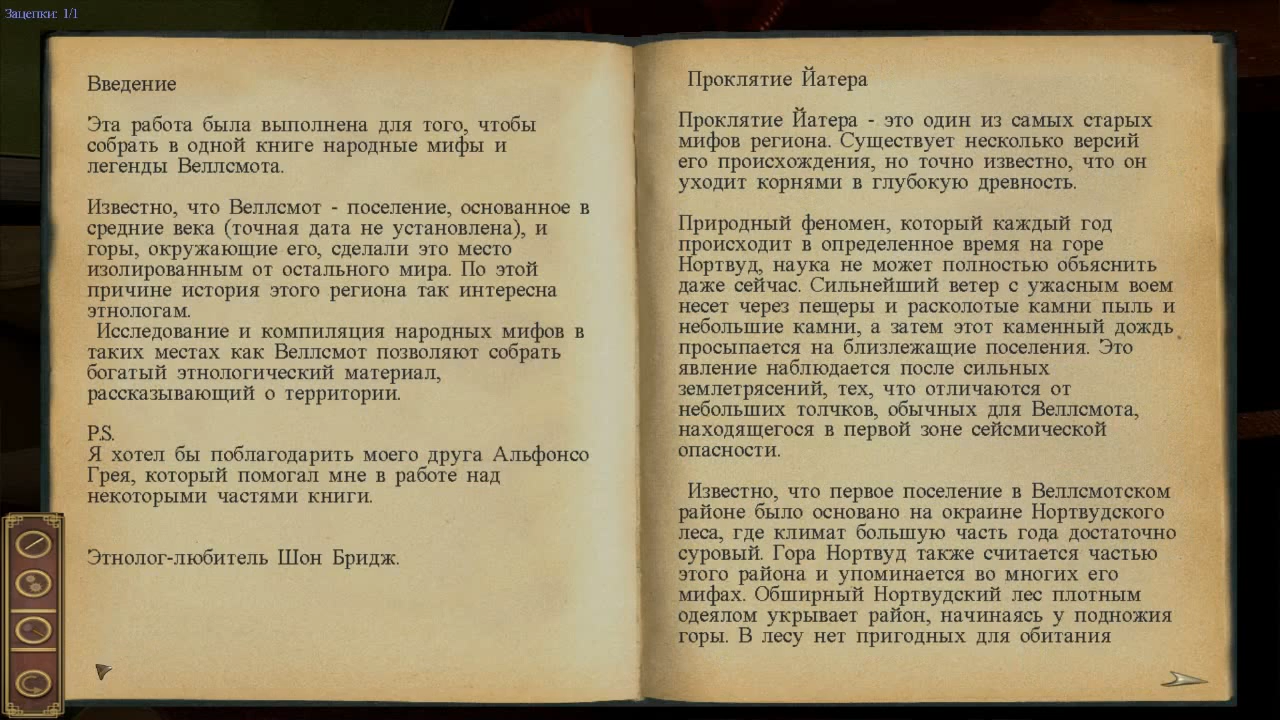 Зацепки: 1/1
Введение
Эта работа была выполнена для того, чтобы
собрать в одной книге народные мифы и
легенды Веллсмота.
Известно, что Веллсмот - поселение, основанное в
средние века (точная дата не установлена), и
горы, окружающие его, сделали это место
изолированным от остального мира. По этой
причине история этого региона так интересна
этнологам.
Исследование и компиляция народных мифов в
таких местах как Веллсмот позволяют собрать
богатый этнологический материал,
рассказывающий о территории.
P.S.
Я хотел бы поблагодарить моего друга Альфонсо
Грея, который помогал мне в работе над
некоторыми частями книги.
Этнолог-любитель Шон Бридж.
Проклятие Йатера
Проклятие Йатера - это один из самых старых
мифов региона. Существует несколько версий
его происхождения, но точно известно, что он
уходит корнями в глубокую древность.
Природный феномен, который каждый год
происходит в определенное время на горе
Нортвуд, наука не может полностью объяснить
даже сейчас. Сильнейший ветер с ужасным воем
несет через пещеры и расколотые камни пыль и
небольшие камни, а затем этот каменный дождь
просыпается на близлежащие поселения. Это
явление наблюдается после сильных
землетрясений, тех, что отличаются от
небольших толчков, обычных для Веллсмота,
находящегося в первой зоне сейсмической
опасности.
Известно, что первое поселение в Веллсмотском
районе было основано на окраине Нортвудского
леса, где климат большую часть года достаточно
суровый. Гора Нортвуд также считается частью
этого района и упоминается во многих его
мифах. Обширный Нортвудский лес плотным
одеялом укрывает район, начинаясь у подножия
горы. В лесу нет пригодных для обитания